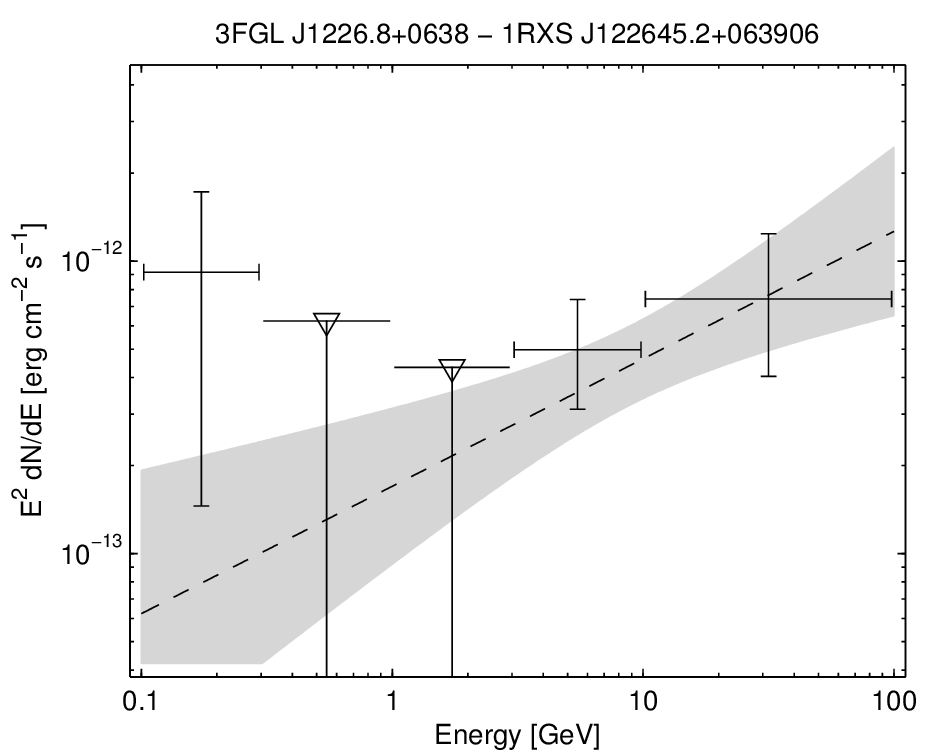 3FGL J1226.8+0638 − 1RXS J122645.2+063906
E² dN/dE [erg cm⁻² s⁻¹]
10⁻¹²
10⁻¹³
0.1 1 10 100
Energy [GeV]